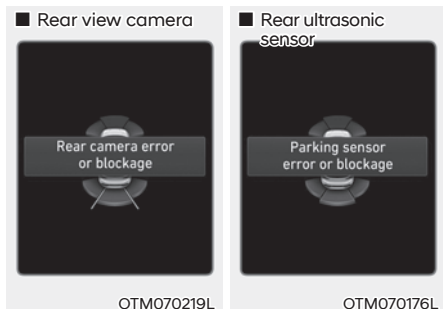 ■ Rear view camera
Rear camera error
or blockage
OTM070219L
■ Rear ultrasonic
sensor
Parking sensor
error or blockage
OTM070176L